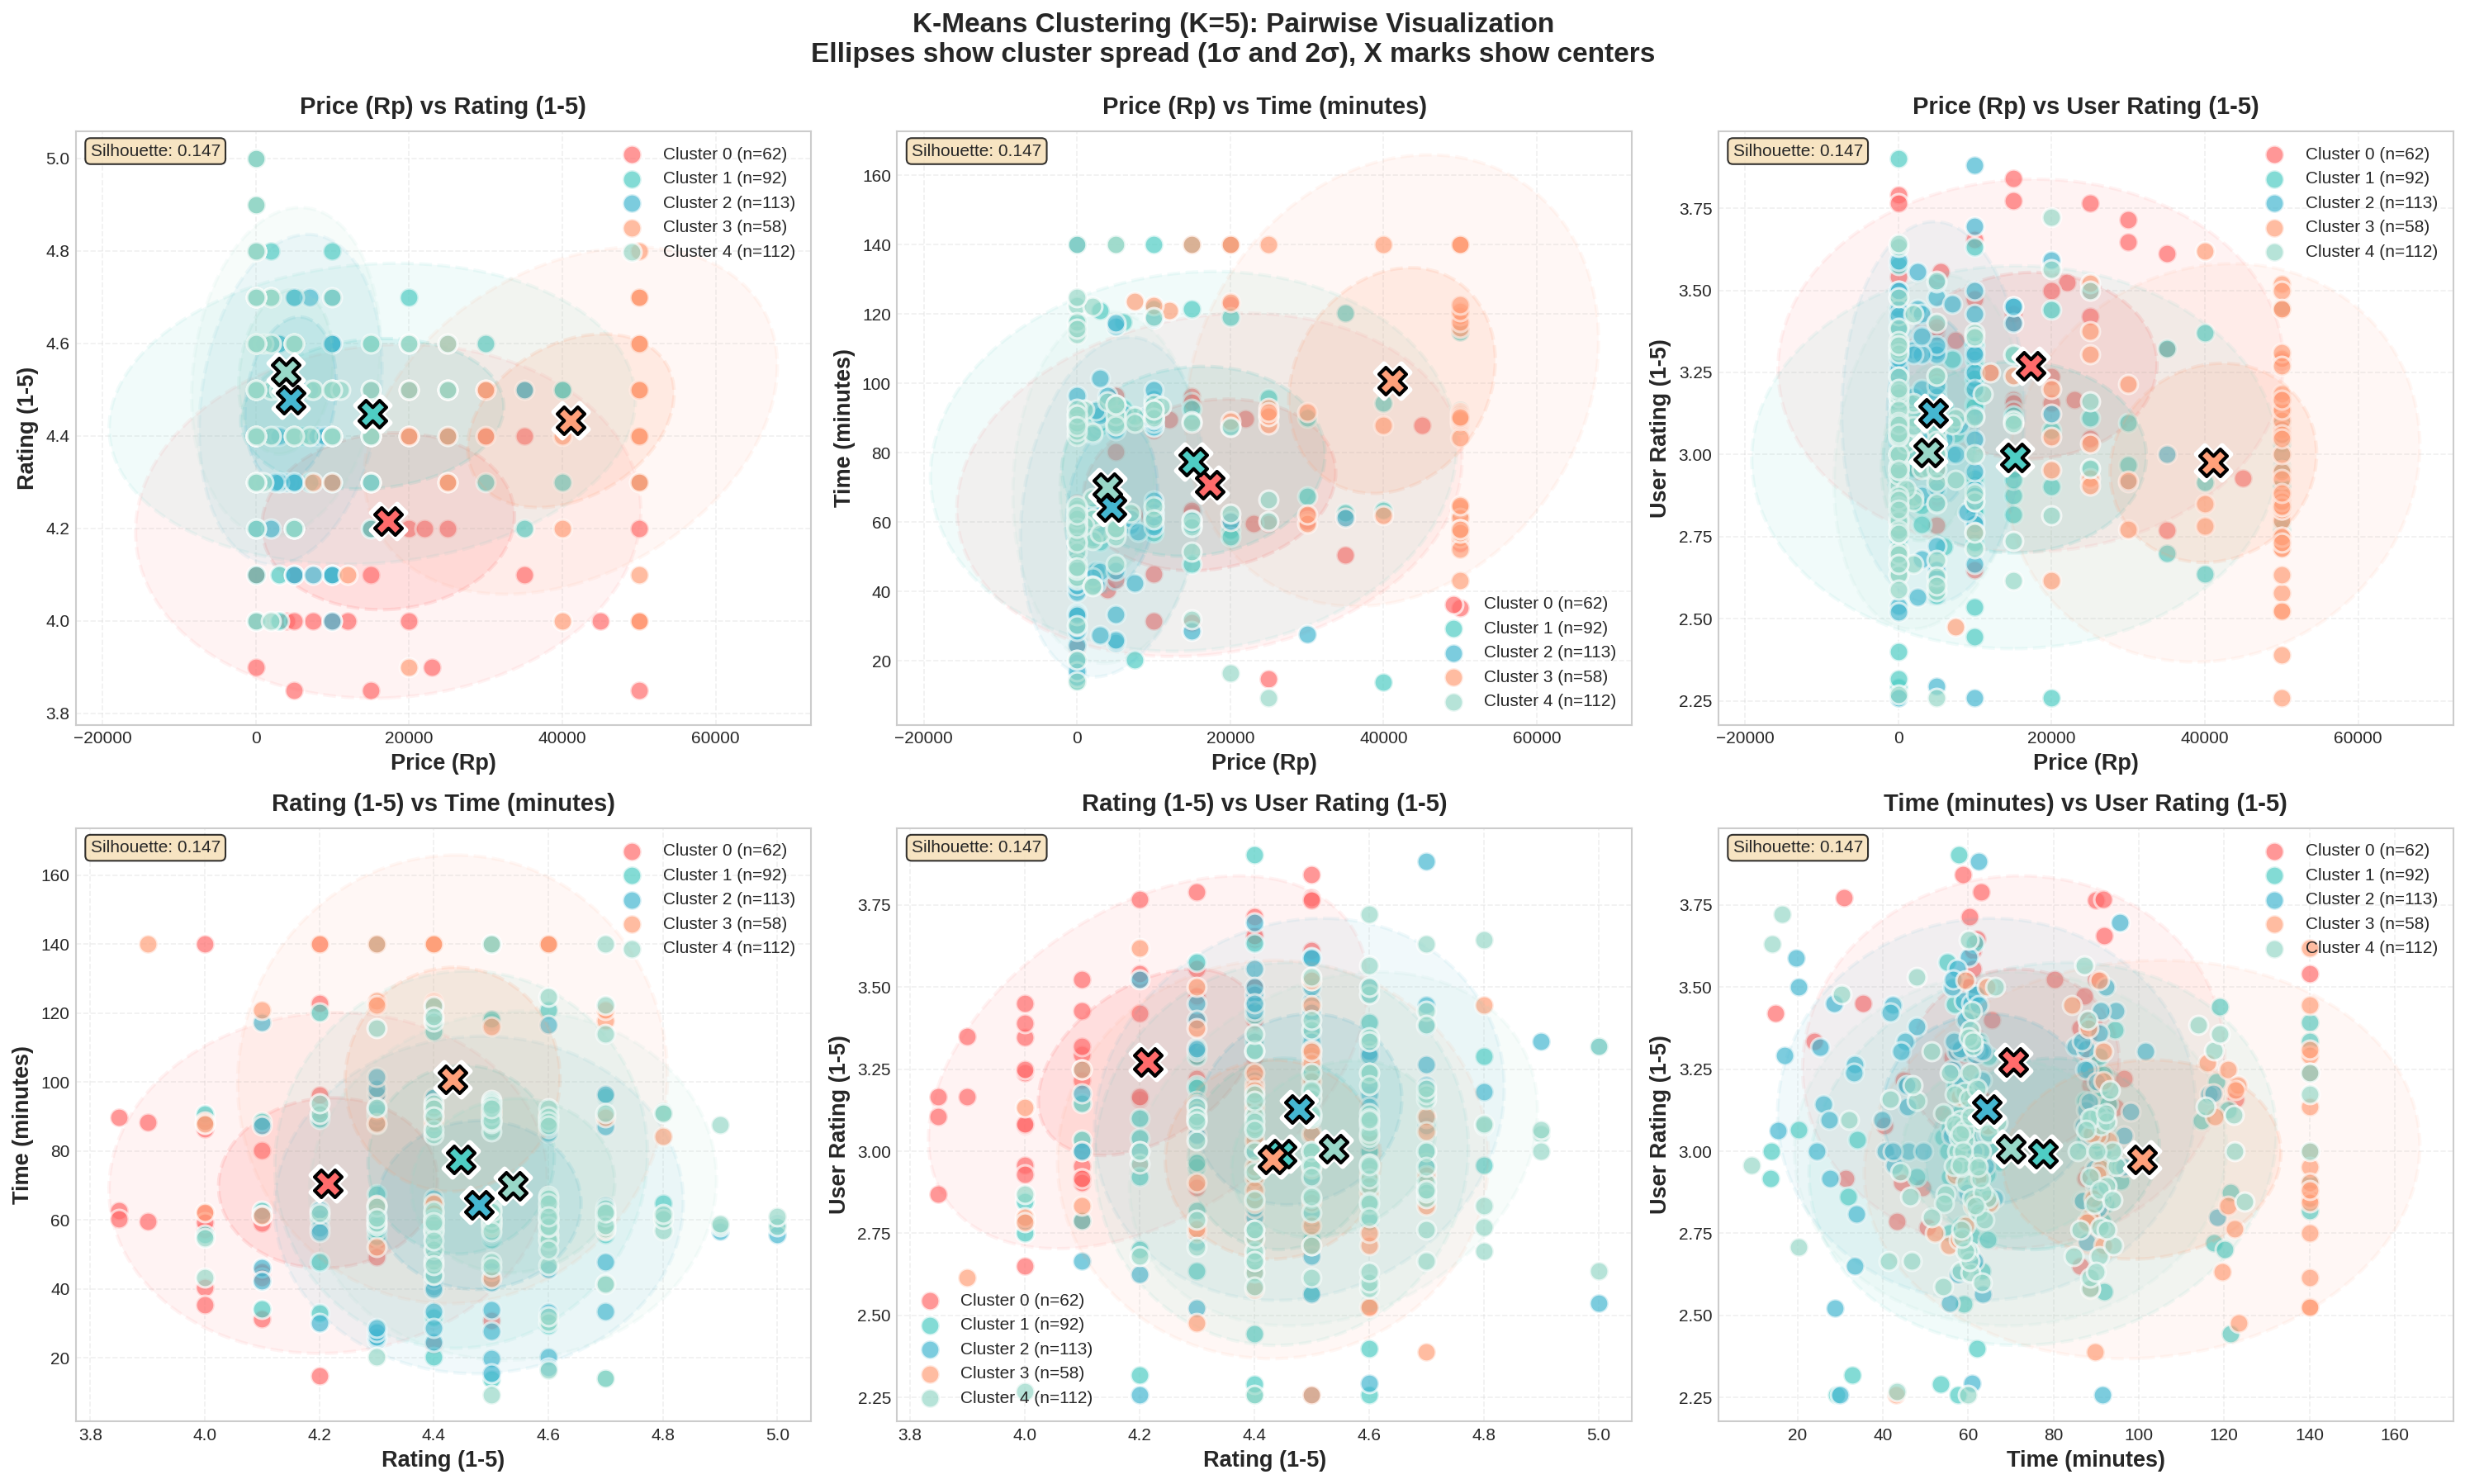 K-Means Clustering (K=5): Pairwise Visualization
Ellipses show cluster spread (1σ and 2σ), X marks show centers
Price (Rp) vs Rating (1-5)
Silhouette: 0.147
Cluster 0 (n=62)
Cluster 1 (n=92)
Cluster 2 (n=113)
Cluster 3 (n=58)
Cluster 4 (n=112)
5.0
4.8
4.6
4.4
4.2
4.0
3.8
Rating (1-5)
−20000 0 20000 40000 60000
Price (Rp)
Price (Rp) vs Time (minutes)
Silhouette: 0.147
160
140
120
100
80
60
40
20
Time (minutes)
Cluster 0 (n=62)
Cluster 1 (n=92)
Cluster 2 (n=113)
Cluster 3 (n=58)
Cluster 4 (n=112)
−20000 0 20000 40000 60000
Price (Rp)
Price (Rp) vs User Rating (1-5)
Silhouette: 0.147
Cluster 0 (n=62)
Cluster 1 (n=92)
Cluster 2 (n=113)
Cluster 3 (n=58)
Cluster 4 (n=112)
3.75
3.50
3.25
3.00
2.75
2.50
2.25
User Rating (1-5)
−20000 0 20000 40000 60000
Price (Rp)
Rating (1-5) vs Time (minutes)
Silhouette: 0.147
Cluster 0 (n=62)
Cluster 1 (n=92)
Cluster 2 (n=113)
Cluster 3 (n=58)
Cluster 4 (n=112)
160
140
120
100
80
60
40
20
Time (minutes)
3.8 4.0 4.2 4.4 4.6 4.8 5.0
Rating (1-5)
Rating (1-5) vs User Rating (1-5)
Silhouette: 0.147
3.75
3.50
3.25
3.00
2.75
2.50
2.25
User Rating (1-5)
Cluster 0 (n=62)
Cluster 1 (n=92)
Cluster 2 (n=113)
Cluster 3 (n=58)
Cluster 4 (n=112)
3.8 4.0 4.2 4.4 4.6 4.8 5.0
Rating (1-5)
Time (minutes) vs User Rating (1-5)
Silhouette: 0.147
Cluster 0 (n=62)
Cluster 1 (n=92)
Cluster 2 (n=113)
Cluster 3 (n=58)
Cluster 4 (n=112)
3.75
3.50
3.25
3.00
2.75
2.50
2.25
User Rating (1-5)
20 40 60 80 100 120 140 160
Time (minutes)